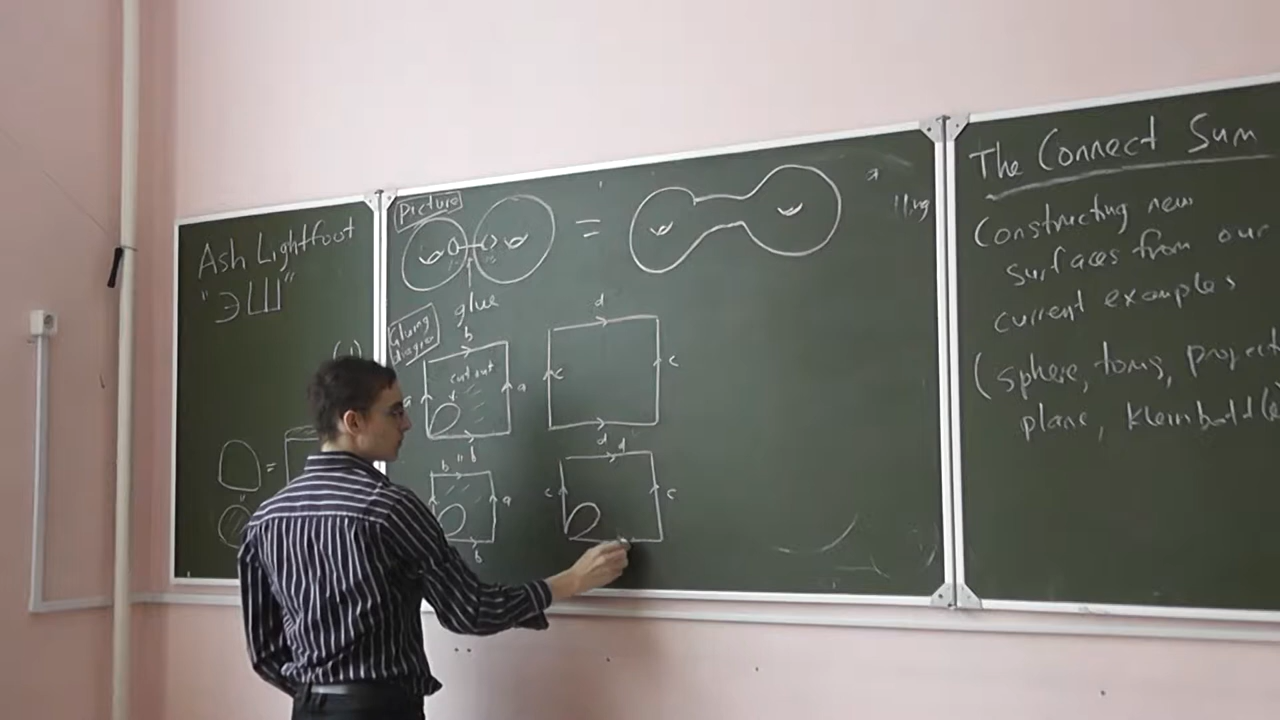 Ash Lightfoot
"ЭШ"
Picture
=
glue
Gluing
diagram
b
a
cut out
a
b
d
c
c
d
=
b
a
b
d
c
c
The Connect Sum
Constructing new
surfaces from our
current examples
(sphere, torus, project
plane, Klein bottle